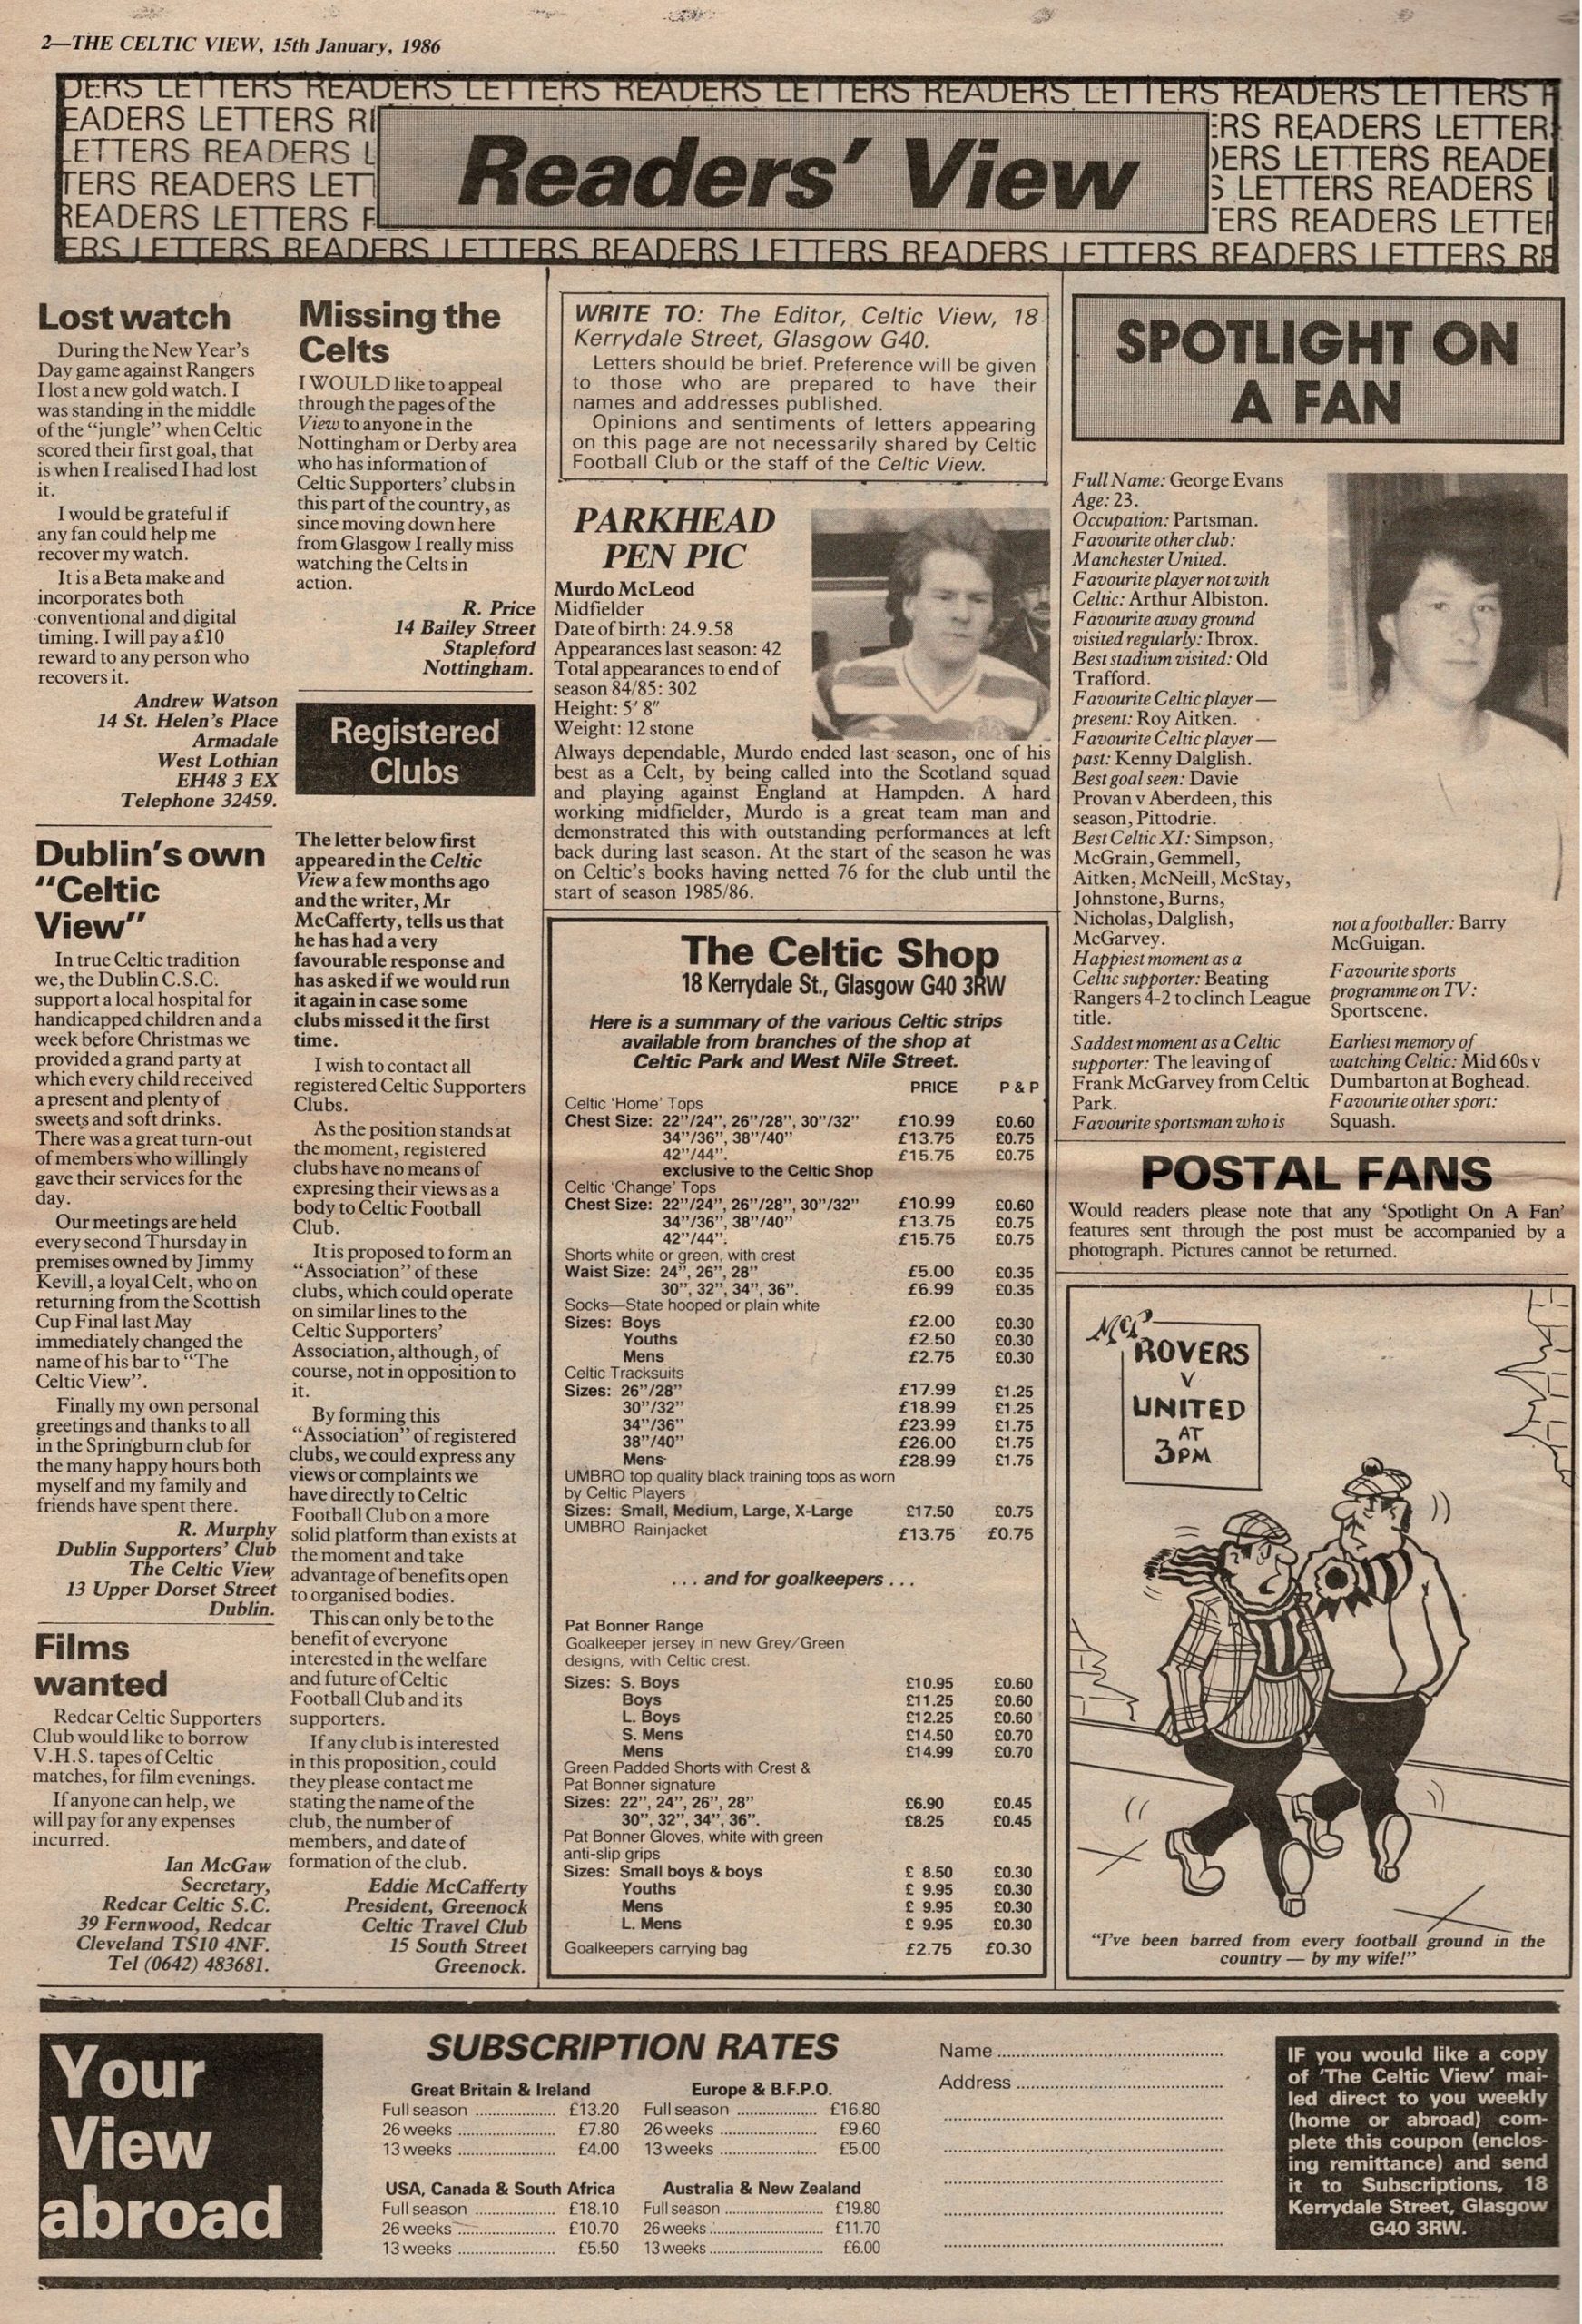 2—THE CELTIC VIEW, 15th January, 1986
DERS LETTERS READERS LETTERS READERS LETTERS READERS LETTERS READERS LETTERS R
EADERS LETTERS RE
LETTERS READERS L
TERS READERS LETT
READERS LETTERS R
Readers' View
ERS READERS LETTER
DERS LETTERS READE
S LETTERS READERS L
TERS READERS LETTER
ERS LETTERS READERS LETTERS READERS LETTERS READERS LETTERS READERS LETTERS RE
Lost watch
During the New Year's
Day game against Rangers
I lost a new gold watch. I
was standing in the middle
of the "jungle" when Celtic
scored their first goal, that
is when I realised I had lost
it.
I would be grateful if
any fan could help me
recover my watch.
It is a Beta make and
incorporates both
conventional and digital
timing. I will pay a £10
reward to any person who
recovers it.
Andrew Watson
14 St. Helen's Place
Armadale
West Lothian
EH48 3 EX
Telephone 32459.
Dublin's own
"Celtic
View"
In true Celtic tradition
we, the Dublin C.S.C.
support a local hospital for
handicapped children and a
week before Christmas we
provided a grand party at
which every child received
a present and plenty of
sweets and soft drinks.
There was a great turn-out
of members who willingly
gave their services for the
day.
Our meetings are held
every second Thursday in
premises owned by Jimmy
Kevill, a loyal Celt, who on
returning from the Scottish
Cup Final last May
immediately changed the
name of his bar to "The
Celtic View".
Finally my own personal
greetings and thanks to all
in the Springburn club for
the many happy hours both
myself and my family and
friends have spent there.
R. Murphy
Dublin Supporters' Club
The Celtic View
13 Upper Dorset Street
Dublin.
Films
wanted
Redcar Celtic Supporters
Club would like to borrow
V.H.S. tapes of Celtic
matches, for film evenings.
If anyone can help, we
will pay for any expenses
incurred.
Ian McGaw
Secretary,
Redcar Celtic S.C.
39 Fernwood, Redcar
Cleveland TS10 4NF.
Tel (0642) 483681.
Missing the
Celts
I WOULD like to appeal
through the pages of the
View to anyone in the
Nottingham or Derby area
who has information of
Celtic Supporters' clubs in
this part of the country, as
since moving down here
from Glasgow I really miss
watching the Celts in
action.
R. Price
14 Bailey Street
Stapleford
Nottingham.
Registered
Clubs
The letter below first
appeared in the Celtic
View a few months ago
and the writer, Mr
McCafferty, tells us that
he has had a very
favourable response and
has asked if we would run
it again in case some
clubs missed it the first
time.
I wish to contact all
registered Celtic Supporters
Clubs.
As the position stands at
the moment, registered
clubs have no means of
expresing their views as a
body to Celtic Football
Club.
It is proposed to form an
"Association" of these
clubs, which could operate
on similar lines to the
Celtic Supporters'
Association, although, of
course, not in opposition to
it.
By forming this
"Association" of registered
clubs, we could express any
views or complaints we
have directly to Celtic
Football Club on a more
solid platform than exists at
the moment and take
advantage of benefits open
to organised bodies.
This can only be to the
benefit of everyone
interested in the welfare
and future of Celtic
Football Club and its
supporters.
If any club is interested
in this proposition, could
they please contact me
stating the name of the
club, the number of
members, and date of
formation of the club.
Eddie McCafferty
President, Greenock
Celtic Travel Club
15 South Street
Greenock.
WRITE TO: The Editor, Celtic View, 18
Kerrydale Street, Glasgow G40.
Letters should be brief. Preference will be given
to those who are prepared to have their
names and addresses published.
Opinions and sentiments of letters appearing
on this page are not necessarily shared by Celtic
Football Club or the staff of the Celtic View.
PARKHEAD
PEN PIC
Murdo McLeod
Midfielder
Date of birth: 24.9.58
Appearances last season: 42
Total appearances to end of
season 84/85: 302
Height: 5' 8"
Weight: 12 stone
Always dependable, Murdo ended last season, one of his
best as a Celt, by being called into the Scotland squad
and playing against England at Hampden. A hard
working midfielder, Murdo is a great team man and
demonstrated this with outstanding performances at left
back during last season. At the start of the season he was
on Celtic's books having netted 76 for the club until the
start of season 1985/86.
The Celtic Shop
18 Kerrydale St., Glasgow G40 3RW
Here is a summary of the various Celtic strips
available from branches of the shop at
Celtic Park and West Nile Street.
PRICE P & P
Celtic 'Home' Tops
Chest Size: 22"/24", 26"/28", 30"/32" £10.99 £0.60
34"/36", 38"/40" £13.75 £0.75
42"/44". £15.75 £0.75
exclusive to the Celtic Shop
Celtic 'Change' Tops
Chest Size: 22"/24", 26"/28", 30"/32" £10.99 £0.60
34"/36", 38"/40" £13.75 £0.75
42"/44". £15.75 £0.75
Shorts white or green, with crest
Waist Size: 24", 26", 28" £5.00 £0.35
30", 32", 34", 36". £6.99 £0.35
Socks—State hooped or plain white
Sizes: Boys £2.00 £0.30
Youths £2.50 £0.30
Mens £2.75 £0.30
Celtic Tracksuits
Sizes: 26"/28" £17.99 £1.25
30"/32" £18.99 £1.25
34"/36" £23.99 £1.75
38"/40" £26.00 £1.75
Mens £28.99 £1.75
UMBRO top quality black training tops as worn
by Celtic Players
Sizes: Small, Medium, Large, X-Large £17.50 £0.75
UMBRO Rainjacket £13.75 £0.75
. . . and for goalkeepers . . .
Pat Bonner Range
Goalkeeper jersey in new Grey/Green
designs, with Celtic crest.
Sizes: S. Boys £10.95 £0.60
Boys £11.25 £0.60
L. Boys £12.25 £0.60
S. Mens £14.50 £0.70
Mens £14.99 £0.70
Green Padded Shorts with Crest &
Pat Bonner signature
Sizes: 22", 24", 26", 28" £6.90 £0.45
30", 32", 34", 36". £8.25 £0.45
Pat Bonner Gloves, white with green
anti-slip grips
Sizes: Small boys & boys £ 8.50 £0.30
Youths £ 9.95 £0.30
Mens £ 9.95 £0.30
L. Mens £ 9.95 £0.30
Goalkeepers carrying bag £2.75 £0.30
SPOTLIGHT ON
A FAN
Full Name: George Evans
Age: 23.
Occupation: Partsman.
Favourite other club:
Manchester United.
Favourite player not with
Celtic: Arthur Albiston.
Favourite away ground
visited regularly: Ibrox.
Best stadium visited: Old
Trafford.
Favourite Celtic player—
present: Roy Aitken.
Favourite Celtic player—
past: Kenny Dalglish.
Best goal seen: Davie
Provan v Aberdeen, this
season, Pittodrie.
Best Celtic XI: Simpson,
McGrain, Gemmell,
Aitken, McNeill, McStay,
Johnstone, Burns,
Nicholas, Dalglish,
McGarvey.
Happiest moment as a
Celtic supporter: Beating
Rangers 4-2 to clinch League
title.
Saddest moment as a Celtic
supporter: The leaving of
Frank McGarvey from Celtic
Park.
Favourite sportsman who is
not a footballer: Barry
McGuigan.
Favourite sports
programme on TV:
Sportscene.
Earliest memory of
watching Celtic: Mid 60s v
Dumbarton at Boghead.
Favourite other sport:
Squash.
POSTAL FANS
Would readers please note that any 'Spotlight On A Fan'
features sent through the post must be accompanied by a
photograph. Pictures cannot be returned.
ROVERS
V
UNITED
AT
3PM
"I've been barred from every football ground in the
country — by my wife!"
Your
View
abroad
SUBSCRIPTION RATES
Great Britain & Ireland
Full season .................. £13.20
26 weeks ...................... £7.80
13 weeks ...................... £4.00
Europe & B.F.P.O.
Full season .................. £16.80
26 weeks ...................... £9.60
13 weeks ...................... £5.00
USA, Canada & South Africa
Full season .................. £18.10
26 weeks ...................... £10.70
13 weeks ...................... £5.50
Australia & New Zealand
Full season ...................... £19.80
26 weeks .......................... £11.70
13 weeks .......................... £6.00
Name ..................................................
Address ..............................................
IF you would like a copy
of 'The Celtic View' mai-
led direct to you weekly
(home or abroad) com-
plete this coupon (enclos-
ing remittance) and send
it to Subscriptions, 18
Kerrydale Street, Glasgow
G40 3RW.